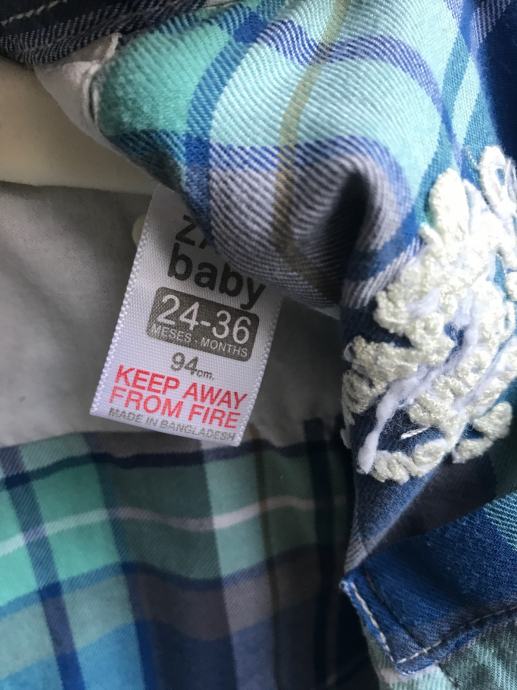 baby
24-36
MESES - MONTHS
94cm.
KEEP AWAY
FROM FIRE
MADE IN BANGLADESH